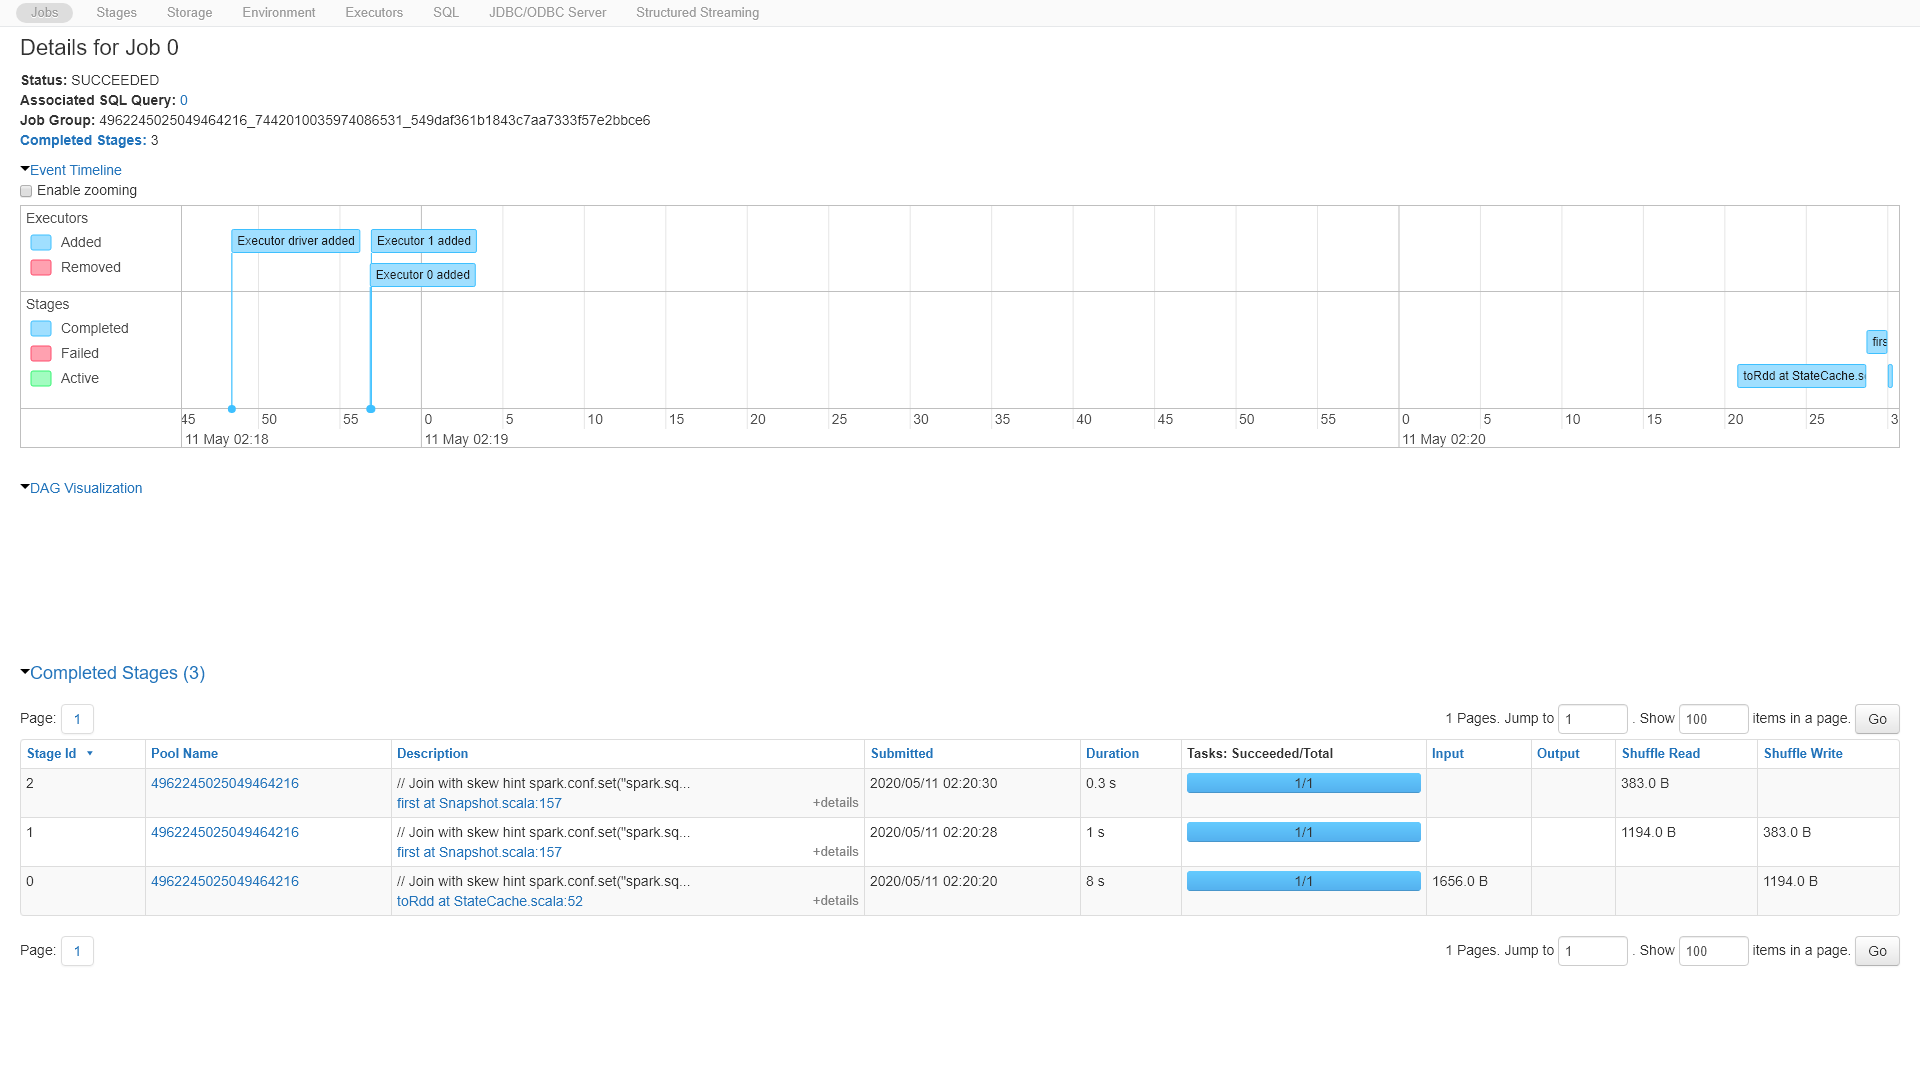 Jobs Stages Storage Environment Executors SQL JDBC/ODBC Server Structured Streaming
Details for Job 0
Status: SUCCEEDED
Associated SQL Query: 0
Job Group: 4962245025049464216_7442010035974086531_549daf361b1843c7aa7333f57e2bbce6
Completed Stages: 3
Event Timeline
Enable zooming
Executors
Added
Removed
Executor driver added
Executor 1 added
Executor 0 added
Stages
Completed
Failed
Active
firs
toRdd at StateCache.s
45 50 55 0 5 10 15 20 25 30 35 40 45 50 55 0 5 10 15 20 25 3
11 May 02:18 11 May 02:19 11 May 02:20
DAG Visualization
Completed Stages (3)
Page: 1 1 Pages. Jump to 1 . Show 100 items in a page. Go
Stage Id Pool Name Description Submitted Duration Tasks: Succeeded/Total Input Output Shuffle Read Shuffle Write
2 4962245025049464216 // Join with skew hint spark.conf.set("spark.sq... 2020/05/11 02:20:30 0.3 s 1/1 383.0 B
first at Snapshot.scala:157 +details
1 4962245025049464216 // Join with skew hint spark.conf.set("spark.sq... 2020/05/11 02:20:28 1 s 1/1 1194.0 B 383.0 B
first at Snapshot.scala:157 +details
0 4962245025049464216 // Join with skew hint spark.conf.set("spark.sq... 2020/05/11 02:20:20 8 s 1/1 1656.0 B 1194.0 B
toRdd at StateCache.scala:52 +details
Page: 1 1 Pages. Jump to 1 . Show 100 items in a page. Go